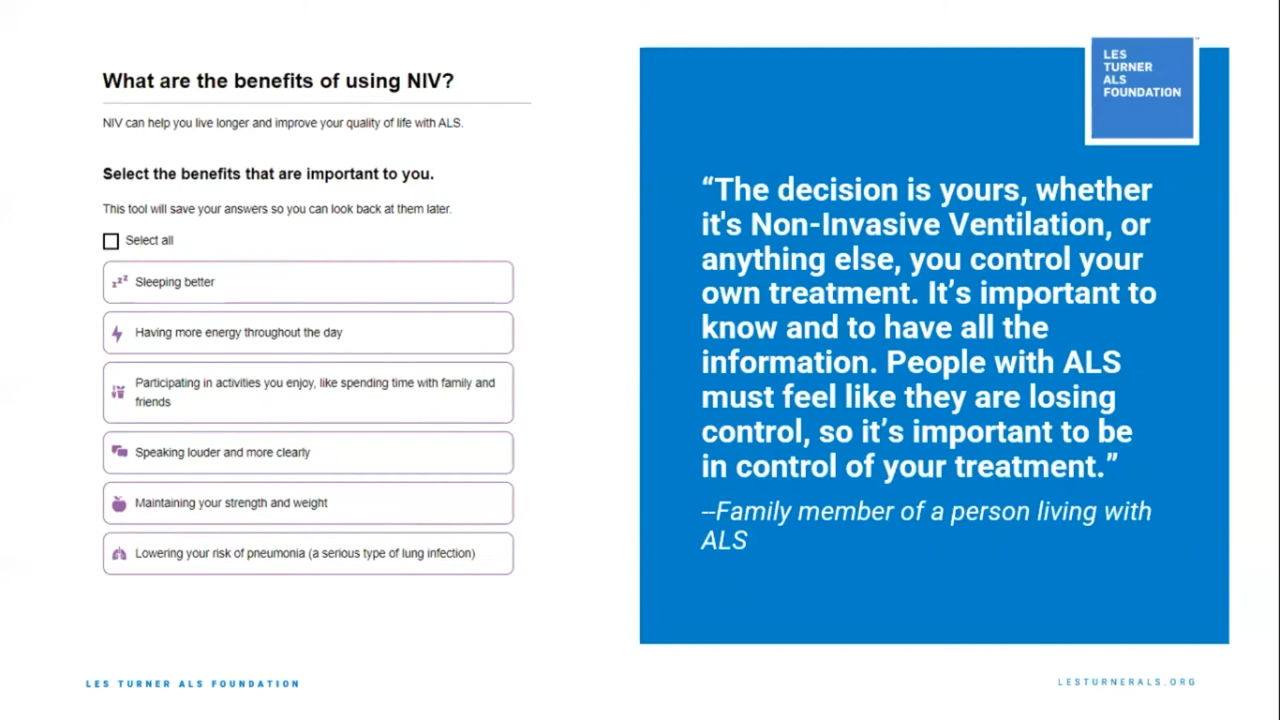 What are the benefits of using NIV?
NIV can help you live longer and improve your quality of life with ALS.
Select the benefits that are important to you.
This tool will save your answers so you can look back at them later.
Select all
zzz Sleeping better
Having more energy throughout the day
Participating in activities you enjoy, like spending time with family and
friends
Speaking louder and more clearly
Maintaining your strength and weight
Lowering your risk of pneumonia (a serious type of lung infection)
LES
TURNER
ALS
FOUNDATION
“The decision is yours, whether
it's Non-Invasive Ventilation, or
anything else, you control your
own treatment. It’s important to
know and to have all the
information. People with ALS
must feel like they are losing
control, so it’s important to be
in control of your treatment.”
--Family member of a person living with
ALS
LES TURNER ALS FOUNDATION
LESTURNERALS.ORG